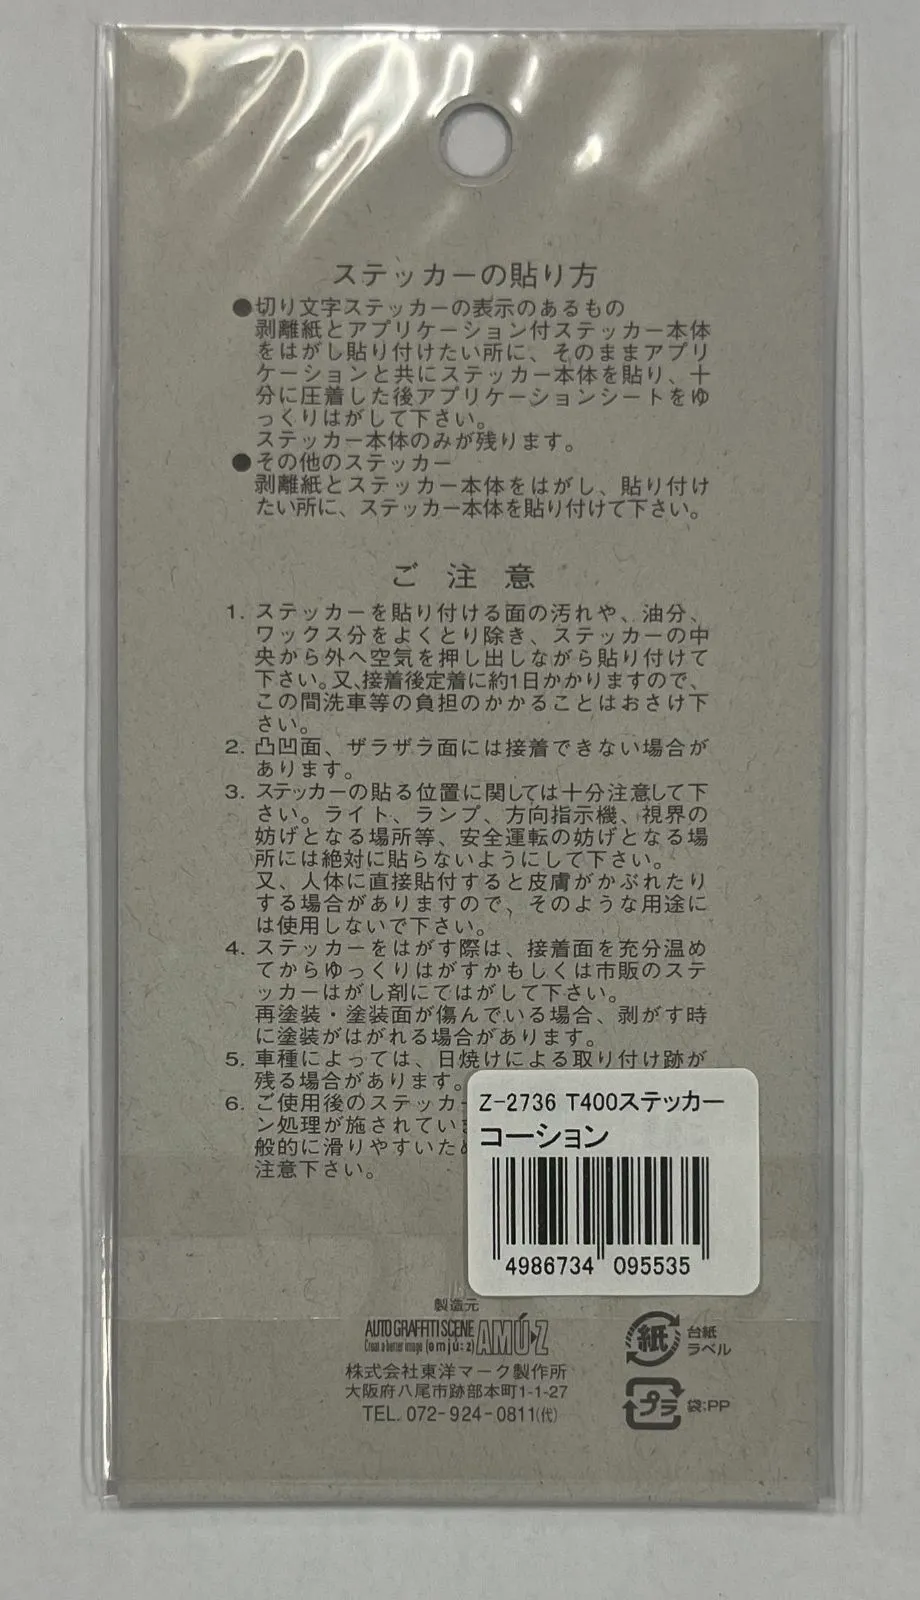 ステッカーの貼り方
●切り文字ステッカーの表示のあるもの
剥離紙とアプリケーション付ステッカー本体
をはがし貼り付けたい所に、そのままアプリ
ケーションと共にステッカー本体を貼り、十
分に圧着した後アプリケーションシートをゆ
っくりはがして下さい。
ステッカー本体のみが残ります。
●その他のステッカー
剥離紙とステッカー本体をはがし、貼り付け
たい所に、ステッカー本体を貼り付けて下さい。
ご 注 意
1. ステッカーを貼り付ける面の汚れや、油分、
ワックス分をよくとり除き、ステッカーの中
央から外へ空気を押し出しながら貼り付けて
下さい。又、接着後定着に約1日かかりますので、
この間洗車等の負担のかかることはおさけ下
さい。
2. 凸凹面、ザラザラ面には接着できない場合が
あります。
3. ステッカーの貼る位置に関しては十分注意して下
さい。ライト、ランプ、方向指示機、視界の
妨げとなる場所等、安全運転の妨げとなる場
所には絶対に貼らないようにして下さい。
又、人体に直接貼付すると皮膚がかぶれたり
する場合がありますので、そのような用途に
は使用しないで下さい。
4. ステッカーをはがす際は、接着面を充分温め
てからゆっくりはがすかもしくは市販のステ
ッカーはがし剤にてはがして下さい。
再塗装・塗装面が傷んでいる場合、剥がす時
に塗装がはがれる場合があります。
5. 車種によっては、日焼けによる取り付け跡が
残る場合があります。
6. ご使用後のステッカー
ン処理が施されてい
般的に滑りやすいた
注意下さい。
Z-2736 T400ステッカー
コーション
4986734 095535
製造元
AUTO GRAFFITI SCENE AMÚZ
Creat a better image [emjú:z]
株式会社東洋マーク製作所
大阪府八尾市跡部本町1-1-27
TEL. 072-924-0811(代)
紙 台紙
ラベル
プラ 袋:PP